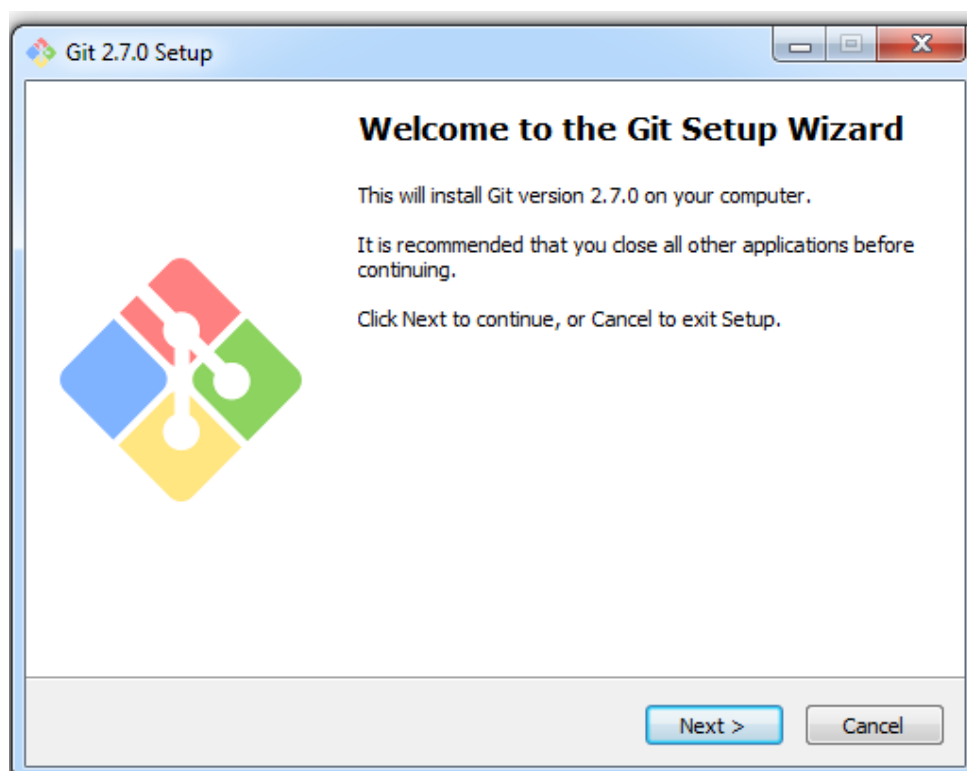 Git 2.7.0 Setup
Welcome to the Git Setup Wizard
This will install Git version 2.7.0 on your computer.
It is recommended that you close all other applications before
continuing.
Click Next to continue, or Cancel to exit Setup.
Next >
Cancel